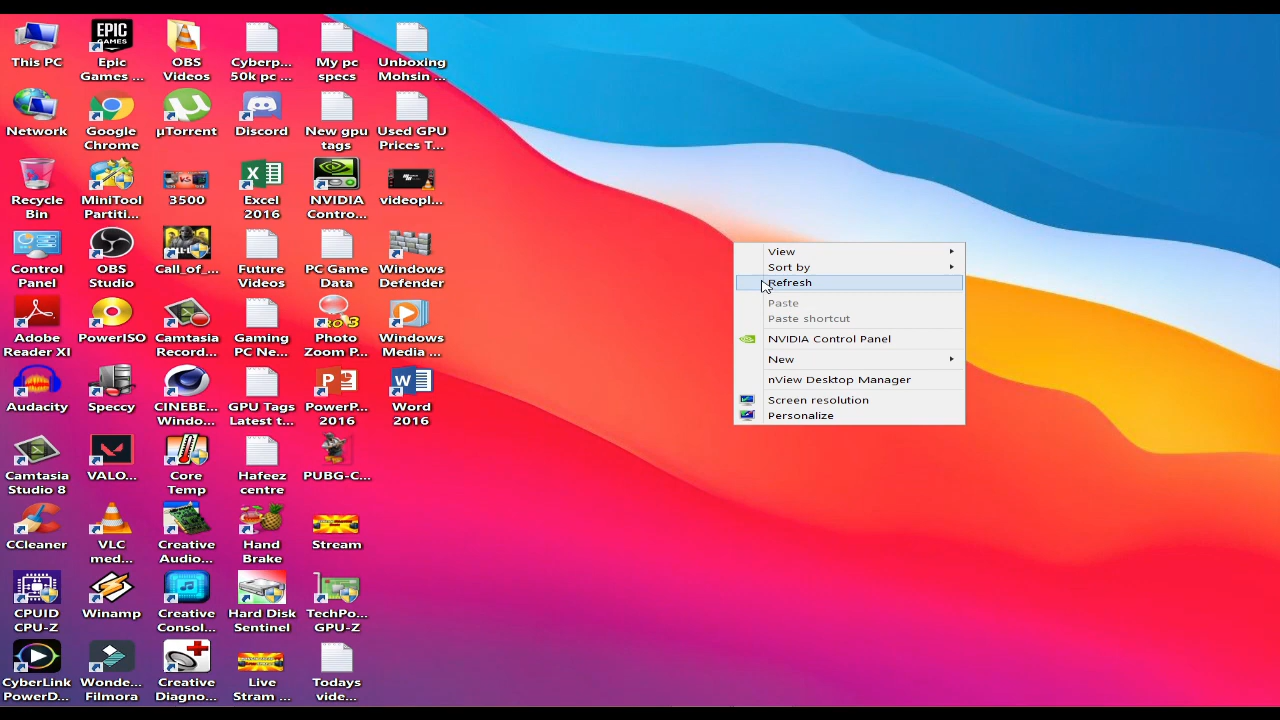 This PC
Epic
Games ...
OBS
Videos
Cyberp...
50k pc ...
My pc
specs
Unboxing
Mohsin ...
Network
Google
Chrome
µTorrent
Discord
New gpu
tags
Used GPU
Prices T...
Recycle
Bin
MiniTool
Partiti...
3500
Excel
2016
NVIDIA
Contro...
videopl...
Control
Panel
OBS
Studio
Call_of_...
Future
Videos
PC Game
Data
Windows
Defender
Adobe
Reader XI
PowerISO
Camtasia
Record...
Gaming
PC Ne...
Photo
Zoom P...
Windows
Media ...
Audacity
Speccy
CINEBE...
Windo...
GPU Tags
Latest t...
PowerP...
2016
Word
2016
Camtasia
Studio 8
VALO...
Core
Temp
Hafeez
centre
PUBG-C...
CCleaner
VLC
med...
Creative
Audio...
Hand
Brake
Stream
CPUID
CPU-Z
Winamp
Creative
Consol...
Hard Disk
Sentinel
TechPo...
GPU-Z
CyberLink
PowerD...
Wonde...
Filmora
Creative
Diagno...
Live
Stram ...
Todays
vide...
EPIC
GAMES
View
Sort by
Refresh
Paste
Paste shortcut
NVIDIA Control Panel
New
nView Desktop Manager
Screen resolution
Personalize